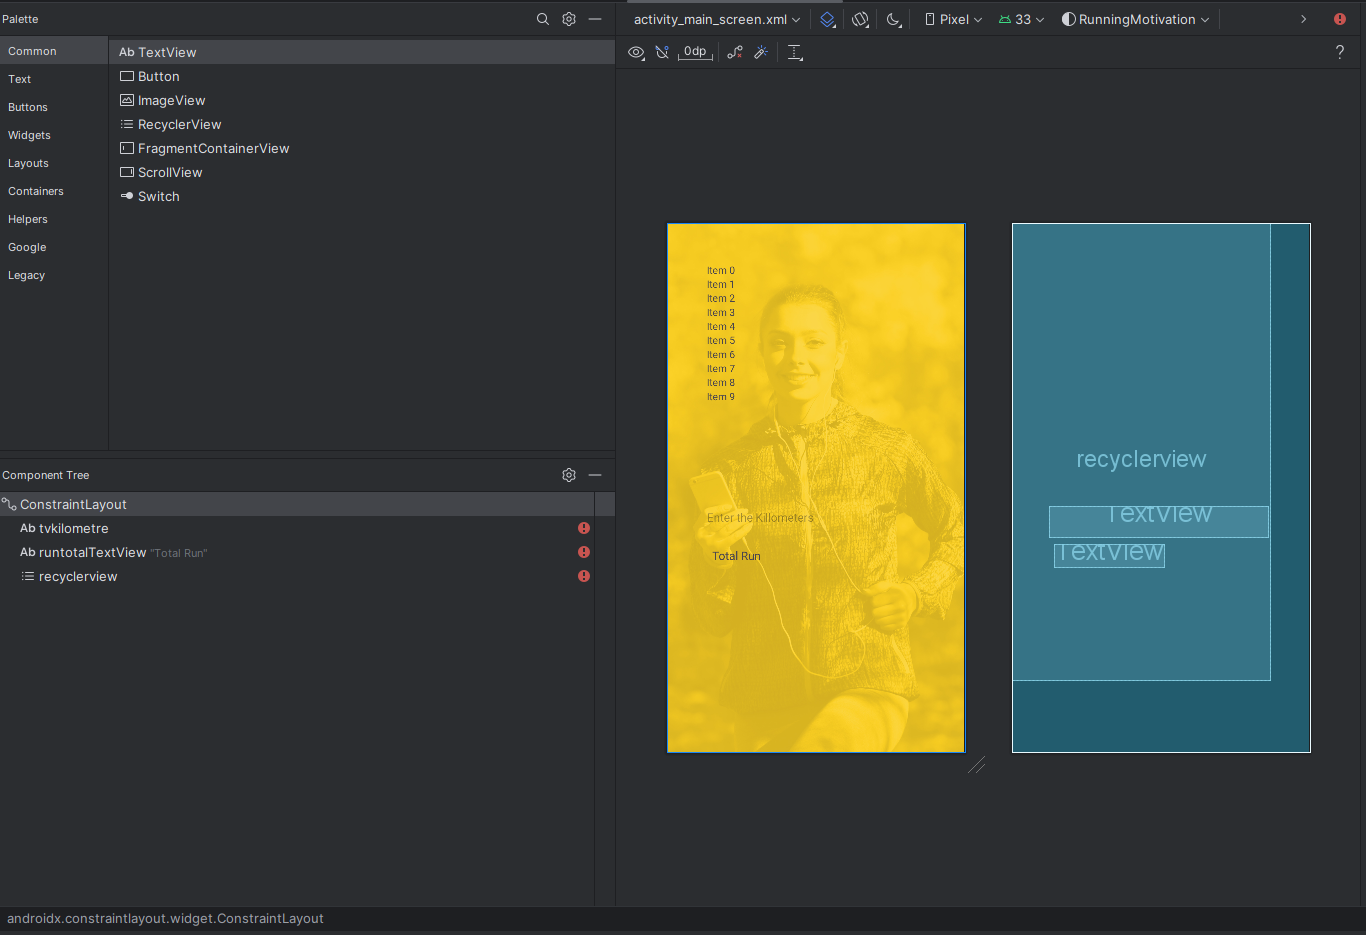 Palette
activity_main_screen.xml
Pixel
33
RunningMotivation
Common
Text
Buttons
Widgets
Layouts
Containers
Helpers
Google
Legacy
Ab TextView
Button
ImageView
RecyclerView
FragmentContainerView
ScrollView
Switch
0dp
?
Item 0
Item 1
Item 2
Item 3
Item 4
Item 5
Item 6
Item 7
Item 8
Item 9
Enter the Killometers
Total Run
recyclerview
TextView
TextView
Component Tree
ConstraintLayout
Ab tvkilometre
Ab runtotalTextView "Total Run"
recyclerview
androidx.constraintlayout.widget.ConstraintLayout